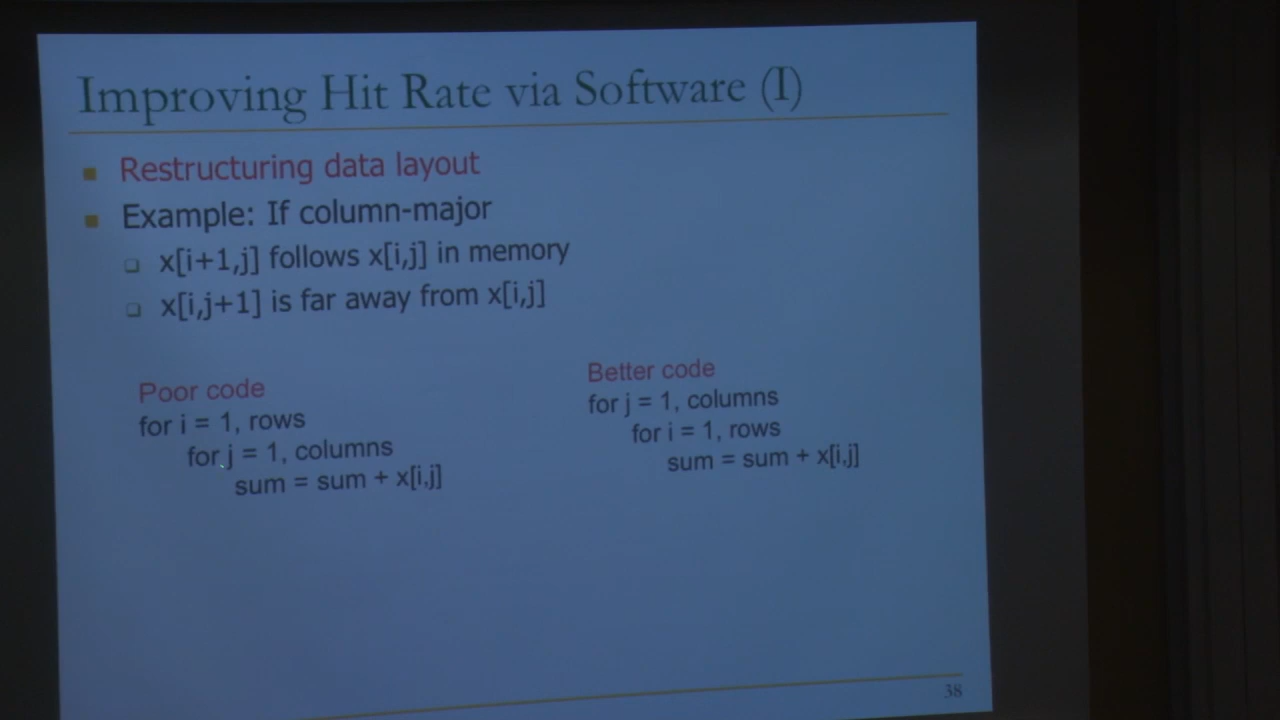 Improving Hit Rate via Software (I)
Restructuring data layout
Example: If column-major
x[i+1,j] follows x[i,j] in memory
x[i,j+1] is far away from x[i,j]
Poor code
for i = 1, rows
for j = 1, columns
sum = sum + x[i,j]
Better code
for j = 1, columns
for i = 1, rows
sum = sum + x[i,j]
38